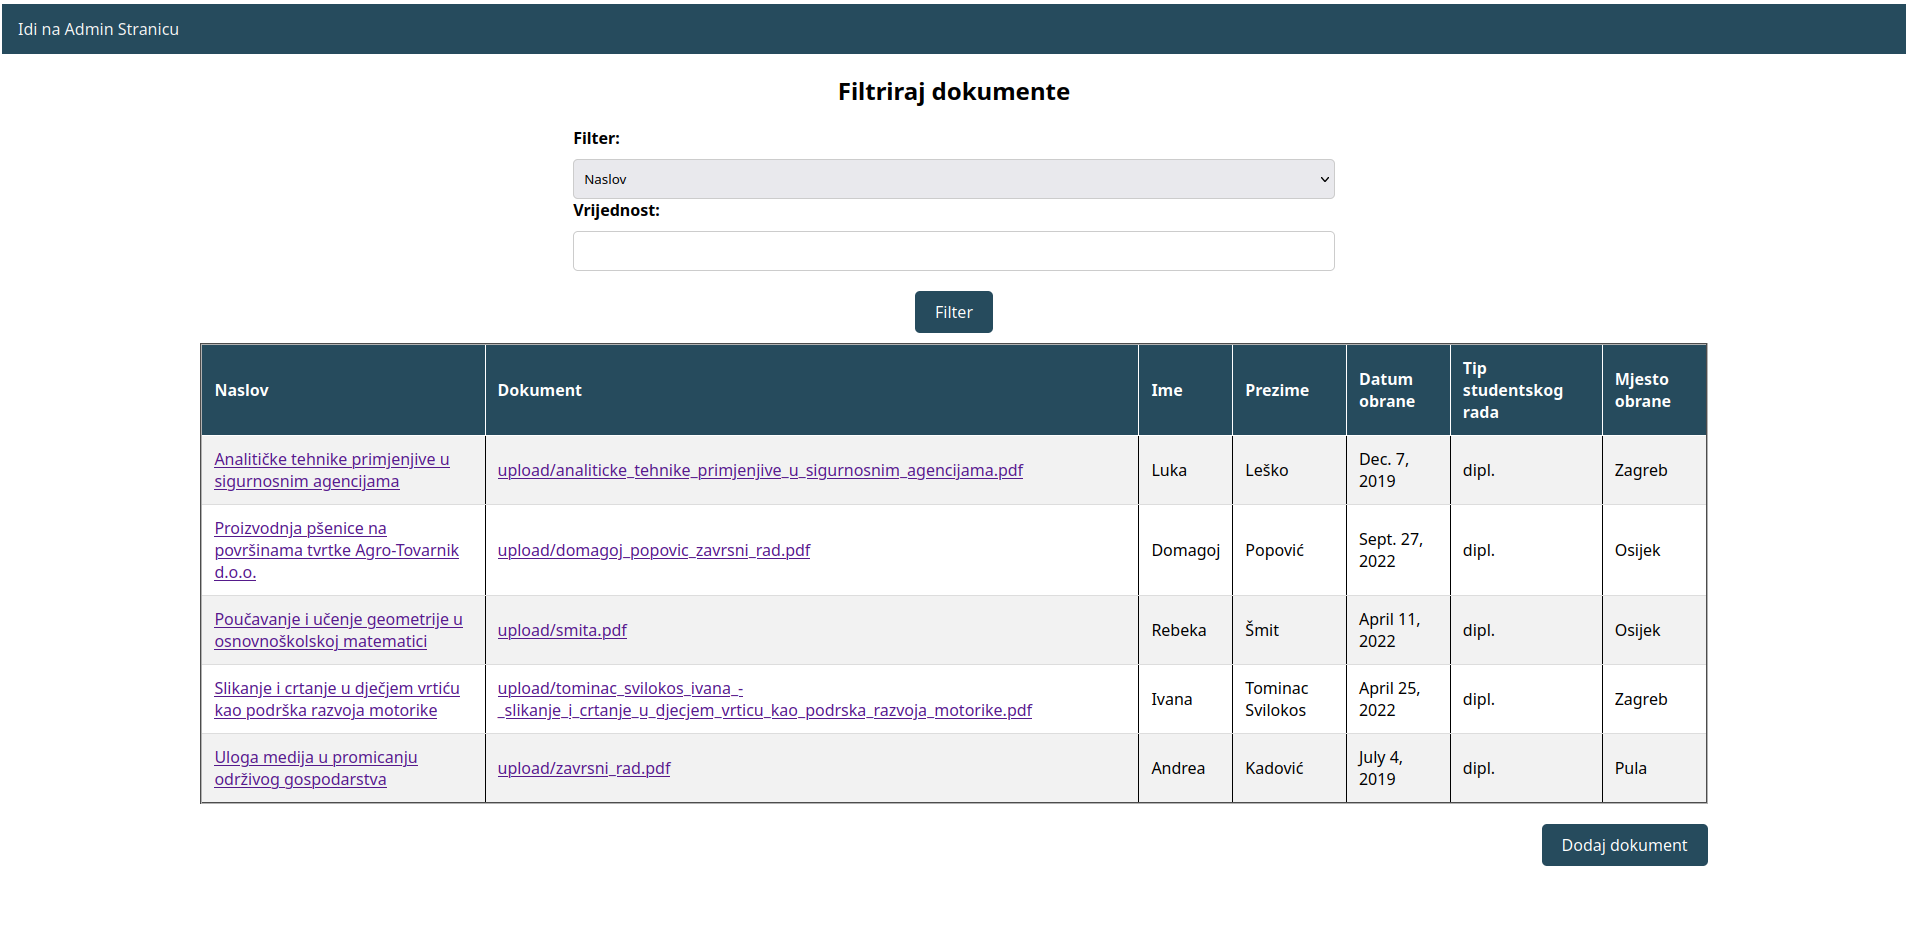 Idi na Admin Stranicu
Filtriraj dokumente
Filter:
Naslov
Vrijednost:
Filter
Naslov
Dokument
Ime
Prezime
Datum
obrane
Tip
studentskog
rada
Mjesto
obrane
Analitičke tehnike primjenjive u
sigurnosnim agencijama
upload/analiticke_tehnike_primjenjive_u_sigurnosnim_agencijama.pdf
Luka
Leško
Dec. 7,
2019
dipl.
Zagreb
Proizvodnja pšenice na
površinama tvrtke Agro-Tovarnik
d.o.o.
upload/domagoj_popovic_zavrsni_rad.pdf
Domagoj
Popović
Sept. 27,
2022
dipl.
Osijek
Poučavanje i učenje geometrije u
osnovnoškolskoj matematici
upload/smita.pdf
Rebeka
Šmit
April 11,
2022
dipl.
Osijek
Slikanje i crtanje u dječjem vrtiću
kao podrška razvoja motorike
upload/tominac_svilokos_ivana_-
_slikanje_i_crtanje_u_djecjem_vrticu_kao_podrska_razvoja_motorike.pdf
Ivana
Tominac
Svilokos
April 25,
2022
dipl.
Zagreb
Uloga medija u promicanju
održivog gospodarstva
upload/zavrsni_rad.pdf
Andrea
Kadović
July 4,
2019
dipl.
Pula
Dodaj dokument